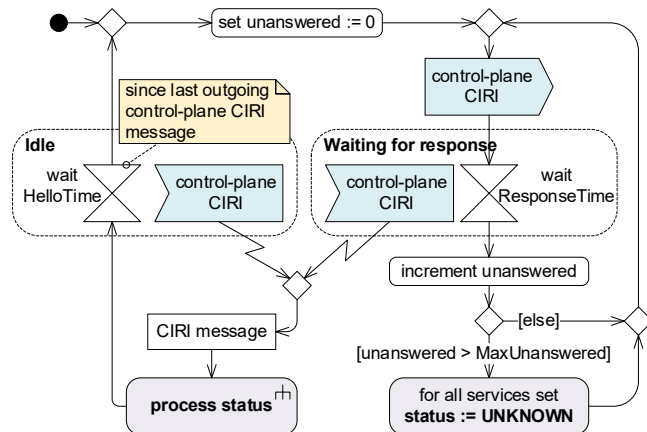 set unanswered := 0
control-plane
CIRI
since last outgoing
control-plane CIRI
message
Idle
wait
HelloTime
control-plane
CIRI
Waiting for response
control-plane
CIRI
wait
ResponseTime
increment unanswered
[else]
[unanswered > MaxUnanswered]
CIRI message
process status
for all services set
status := UNKNOWN